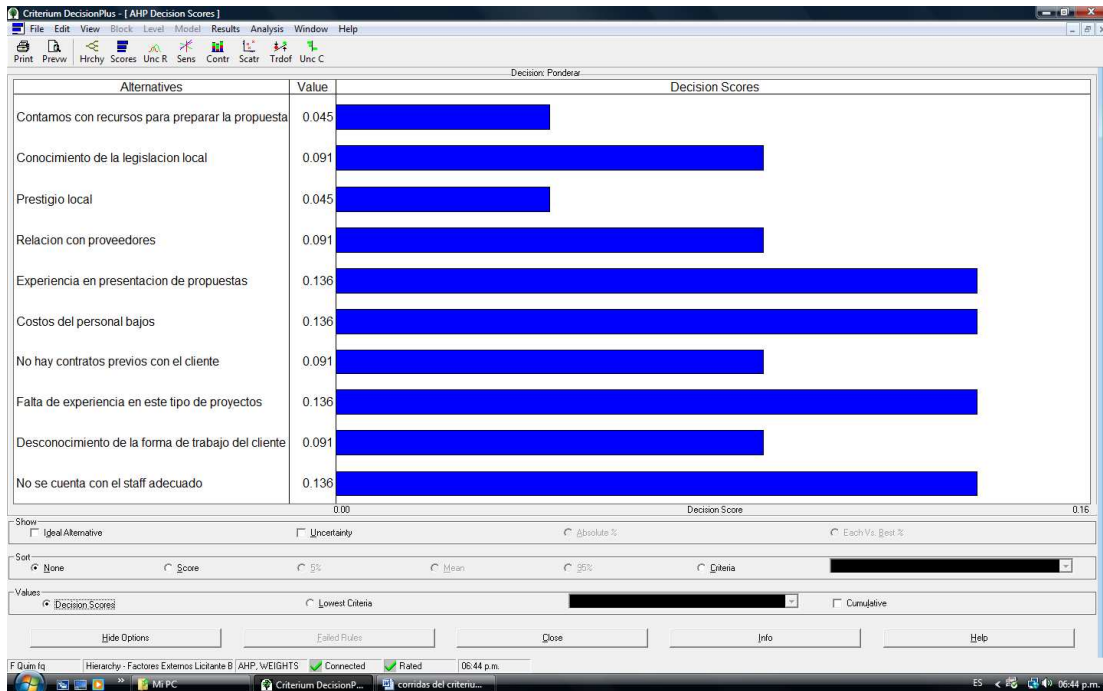 Criterium DecisionPlus - [ AHP Decision Scores ]
File Edit View Block Level Model Results Analysis Window Help
Print Prevw Hrchy Scores Unc R Sens Contr Scatr Trdof Unc C
Decision: Ponderar
Alternatives Value Decision Scores
Contamos con recursos para preparar la propuesta 0.045
Conocimiento de la legislacion local 0.091
Prestigio local 0.045
Relacion con proveedores 0.091
Experiencia en presentacion de propuestas 0.136
Costos del personal bajos 0.136
No hay contratos previos con el cliente 0.091
Falta de experiencia en este tipo de proyectos 0.136
Desconocimiento de la forma de trabajo del cliente 0.091
No se cuenta con el staff adecuado 0.136
0.00 Decision Score 0.16
Show
Ideal Alternative Uncertainty Absolute % Each Vs. Best %
Sort
None Score 5% Mean 95% Criteria
Values
Decision Scores Lowest Criteria Cumulative
Hide Options Failed Rules Close Info Help
F Quim fq Hierarchy - Factores Externos Licitante B AHP, WEIGHTS Connected Rated 06:44 p.m.
Mi PC Criterium DecisionP... corridas del criteriu... ES 06:44 p.m.